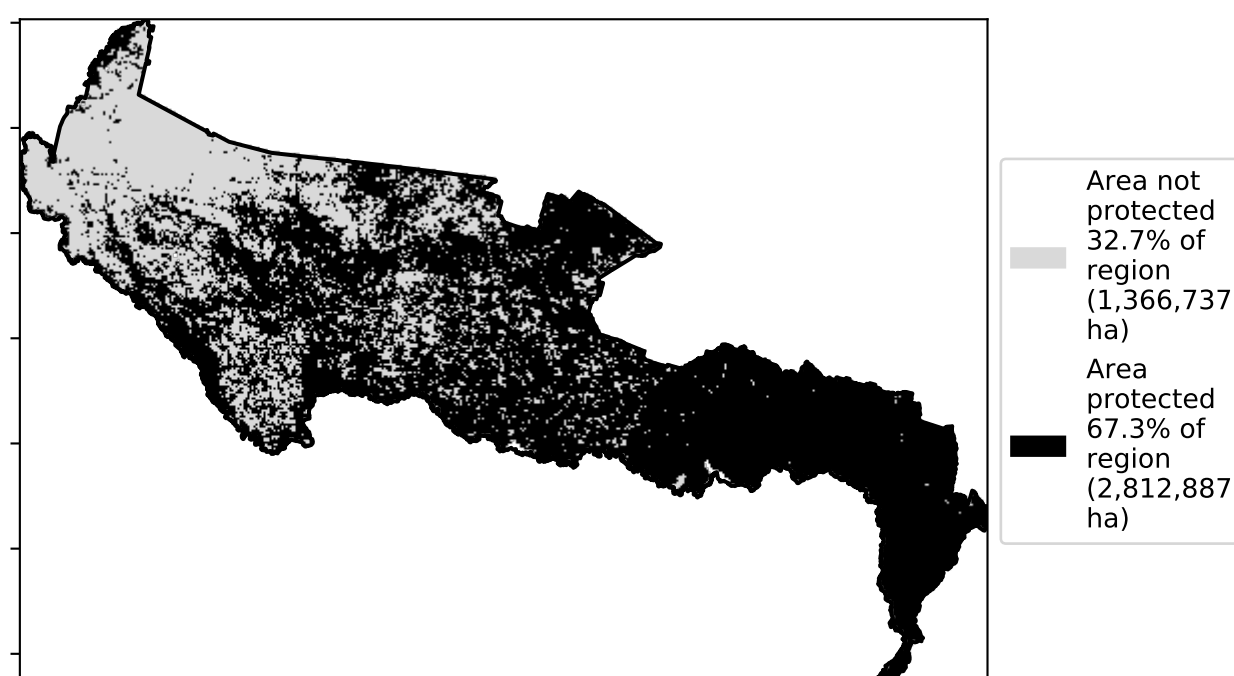 Area not
protected
32.7% of
region
(1,366,737
ha)
Area
protected
67.3% of
region
(2,812,887
ha)